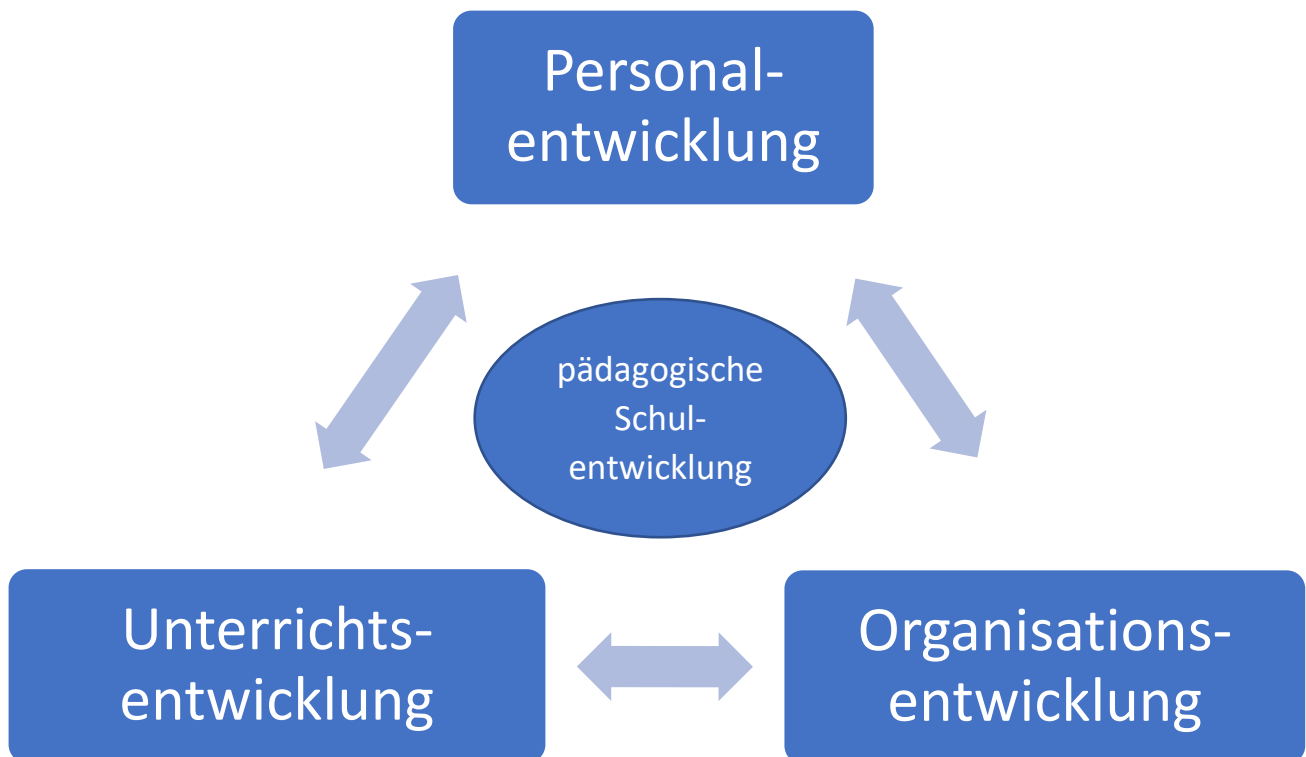 Personal-
entwicklung
pädagogische
Schul-
entwicklung
Unterrichts-
entwicklung
Organisations-
entwicklung